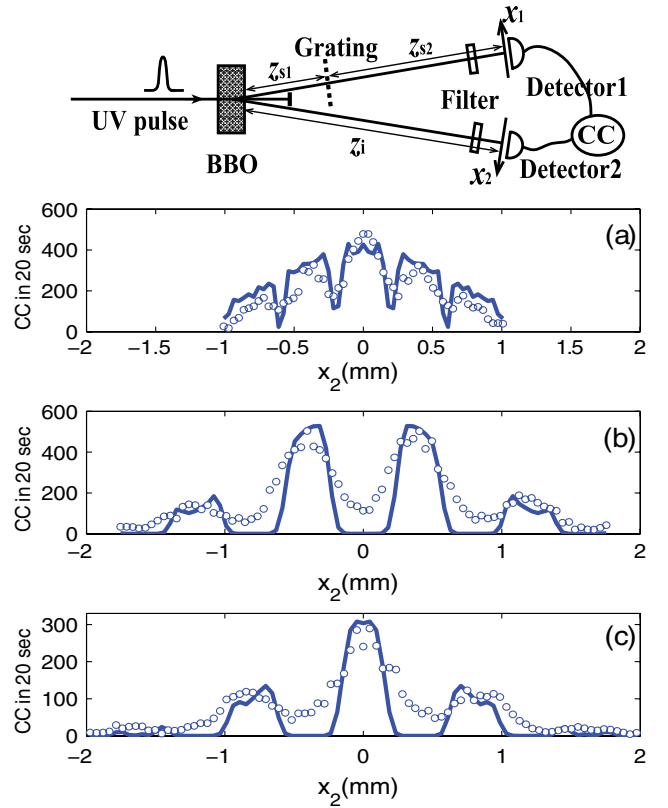 x1
zs1 Grating zs2
UV pulse Filter Detector1
BBO zi x2 Detector2 CC
(a)
CC in 20 sec
600
400
200
0
−2 −1.5 −1 −0.5 0 0.5 1 1.5 2
x2(mm)
(b)
CC in 20 sec
600
400
200
0
−2 −1 0 1 2
x2(mm)
(c)
CC in 20 sec
300
200
100
0
−2 −1 0 1 2
x2(mm)